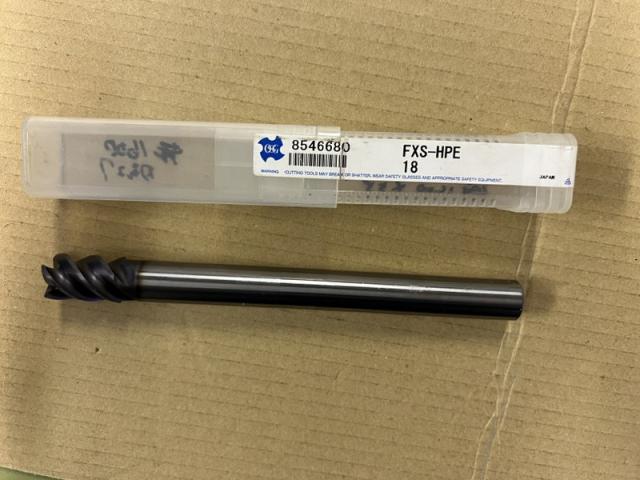 OSG
8546680
FXS-HPE
18
WARNING CUTTING TOOLS MAY BREAK OR SHATTER, WEAR SAFETY GLASSES AND APPROPRIATE SAFETY EQUIPMENT.
JAPAN